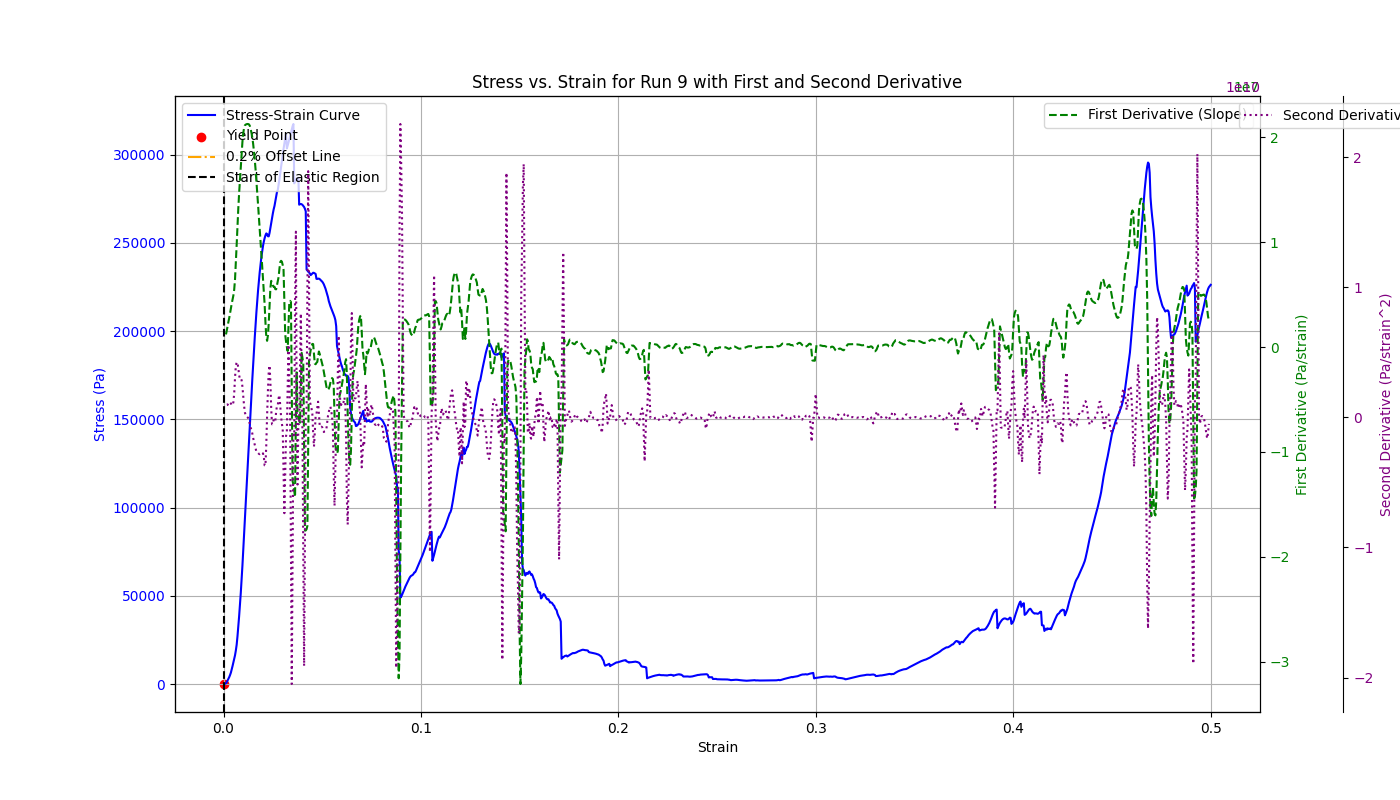 Stress vs. Strain for Run 9 with First and Second Derivative
Stress-Strain Curve
Yield Point
0.2% Offset Line
Start of Elastic Region
First Derivative (Slope)
Second Derivativ
Stress (Pa)
300000
250000
200000
150000
100000
50000
0
0.0 0.1 0.2 0.3 0.4 0.5
Strain
2
1
0
−1
−2
−3
First Derivative (Pa/strain)
2
1
0
−1
−2
Second Derivative (Pa/strain^2)